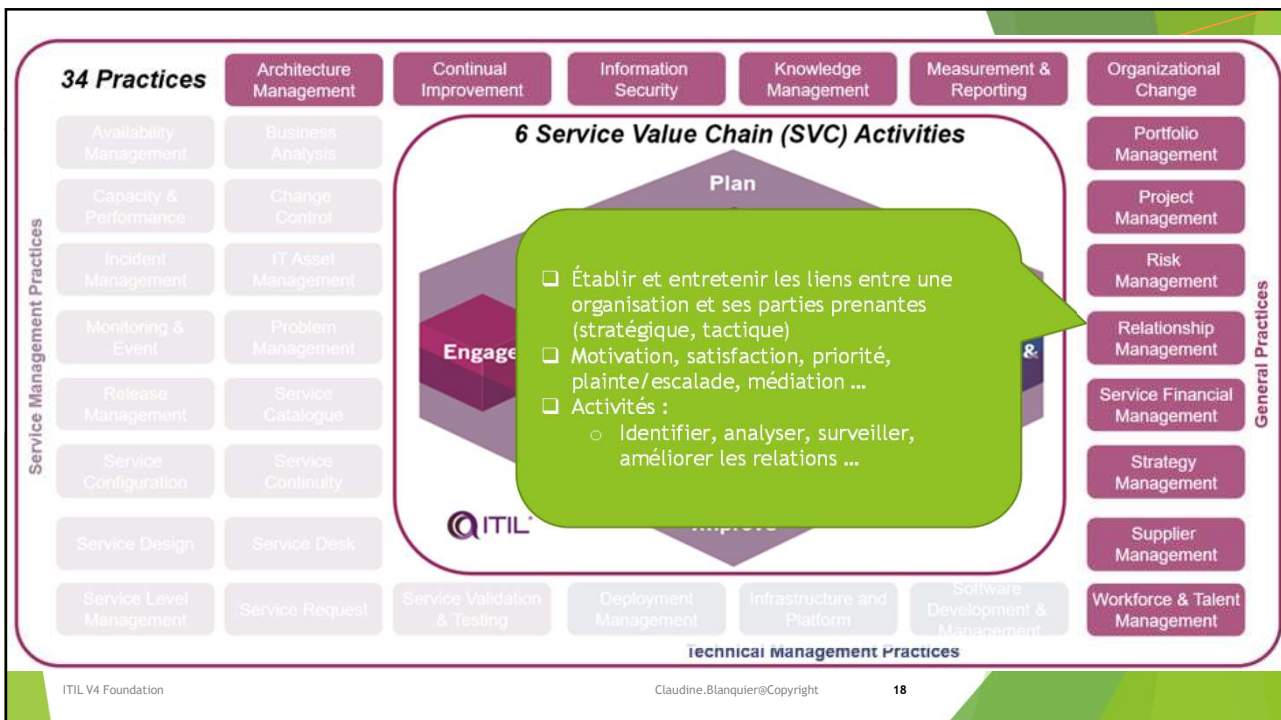 34 Practices
Architecture
Management
Continual
Improvement
Information
Security
Knowledge
Management
Measurement &
Reporting
Organizational
Change
Availability
Management
Business
Analysis
6 Service Value Chain (SVC) Activities
Portfolio
Management
Capacity &
Performance
Change
Control
Plan
Project
Management
Incident
Management
IT Asset
Management
Risk
Management
Monitoring &
Event
Problem
Management
Engage
&
Relationship
Management
❑ Établir et entretenir les liens entre une
organisation et ses parties prenantes
(stratégique, tactique)
❑ Motivation, satisfaction, priorité,
plainte/escalade, médiation …
❑ Activités :
o Identifier, analyser, surveiller,
améliorer les relations …
Release
Management
Service
Catalogue
Service Financial
Management
Service
Configuration
Service
Continuity
Strategy
Management
ITIL®
Improve
Service Design
Service Desk
Supplier
Management
Service Level
Management
Service Request
Service Validation
& Testing
Deployment
Management
Infrastructure and
Platform
Software
Development &
Management
Workforce & Talent
Management
Service Management Practices
General Practices
Technical Management Practices
ITIL V4 Foundation
Claudine.Blanquier@Copyright
18